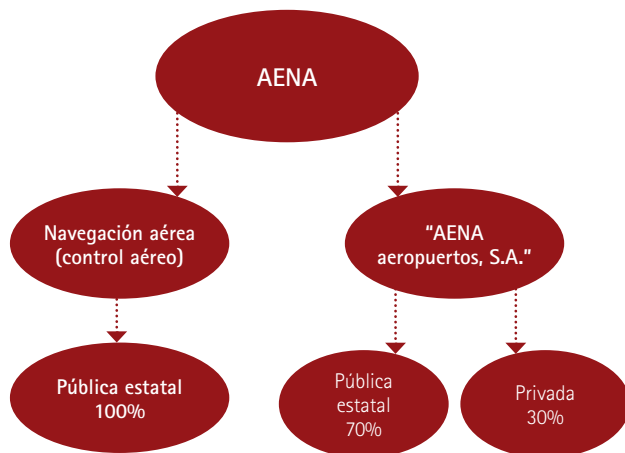 AENA
Navegación aérea
(control aéreo)
“AENA
aeropuertos, S.A.”
Pública estatal
100%
Pública
estatal
70%
Privada
30%